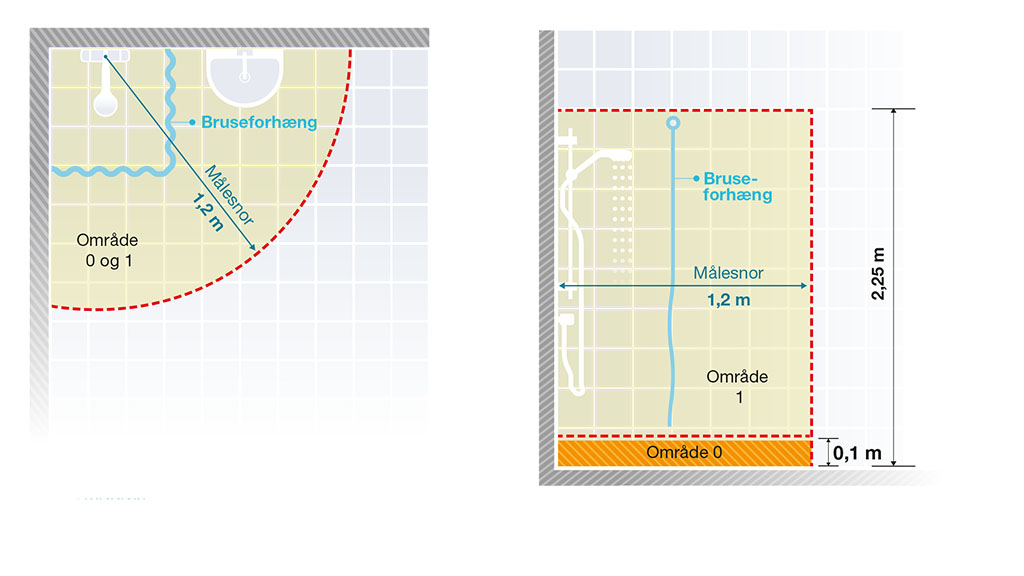 Bruseforhæng
Målesnor
1,2 m
Område
0 og 1
Bruse-
forhæng
Målesnor
1,2 m
2,25 m
Område
1
Område 0
0,1 m